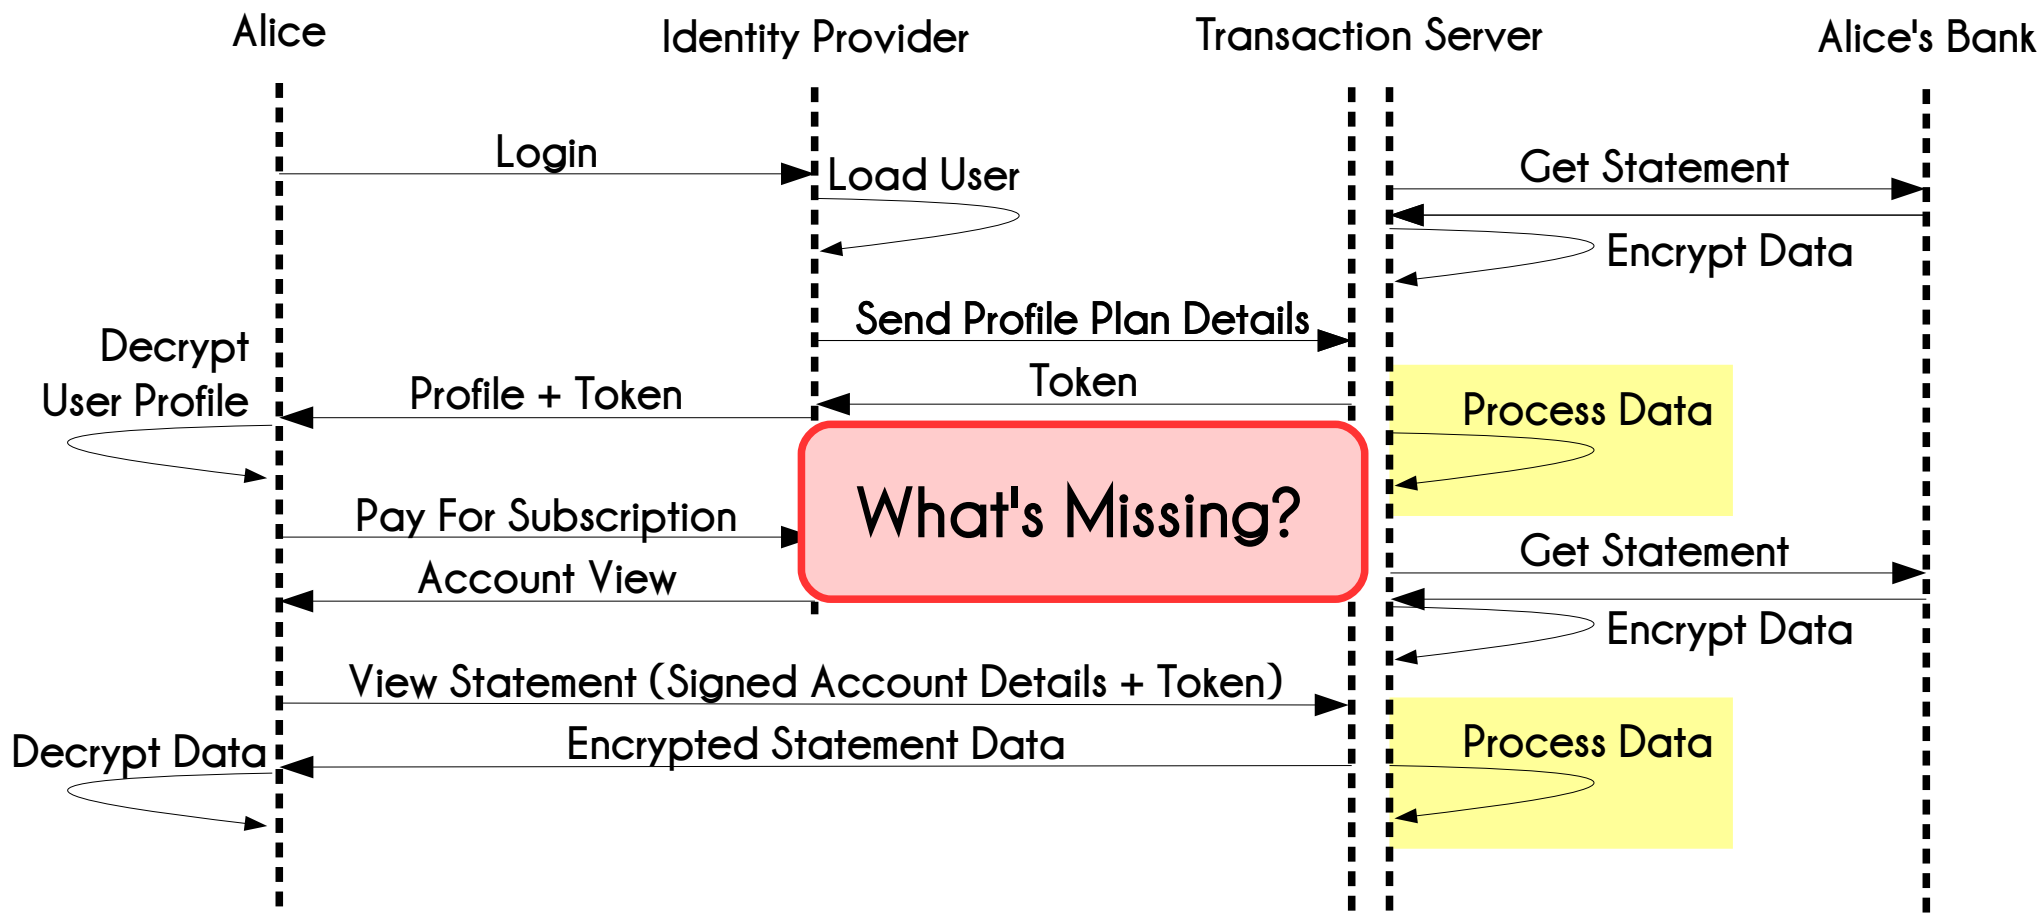 Alice
Identity Provider
Transaction Server
Alice's Bank
Login
Load User
Get Statement
Encrypt Data
Send Profile Plan Details
Decrypt
User Profile
Profile + Token
Token
Process Data
What's Missing?
Pay For Subscription
Get Statement
Account View
Encrypt Data
View Statement (Signed Account Details + Token)
Decrypt Data
Encrypted Statement Data
Process Data